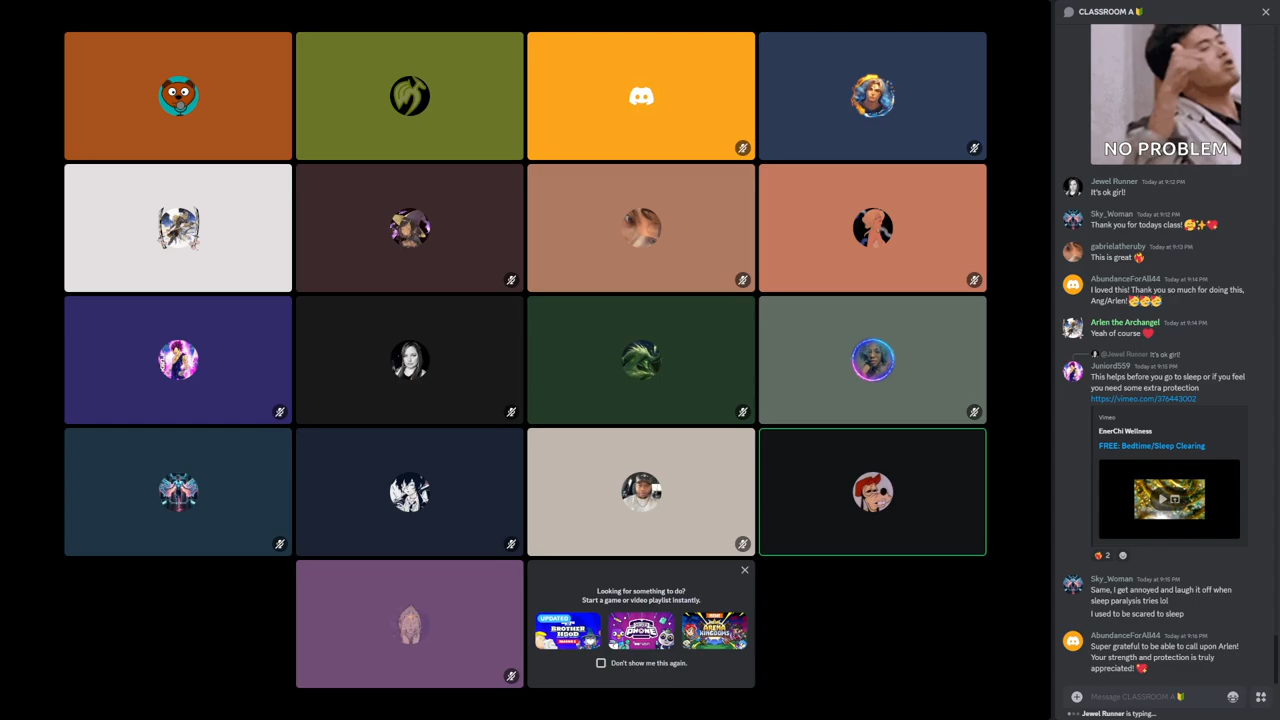 CLASSROOM A🔰
NO PROBLEM
Jewel Runner Today at 9:12 PM
It's ok girl!
Sky_Woman Today at 9:12 PM
Thank you for todays class! 🥰✨💖
gabrielatheruby Today at 9:13 PM
This is great ❤️‍🔥
AbundanceForAll44 Today at 9:14 PM
I loved this! Thank you so much for doing this,
Ang/Arlen! 🥳🥳🥳
Arlen the Archangel Today at 9:14 PM
Yeah of course ❤️
@Jewel Runner It's ok girl!
Juniord559 Today at 9:15 PM
This helps before you go to sleep or if you feel
you need some extra protection
https://vimeo.com/376443002
Vimeo
EnerChi Wellness
FREE: Bedtime/Sleep Clearing
❤️‍🔥 2
Sky_Woman Today at 9:15 PM
Same, I get annoyed and laugh it off when
sleep paralysis tries lol
I used to be scared to sleep
AbundanceForAll44 Today at 9:16 PM
Super grateful to be able to call upon Arlen!
Your strength and protection is truly
appreciated! 💖
Message CLASSROOM A🔰
Jewel Runner is typing...
Looking for something to do?
Start a game or video playlist instantly.
UPDATED
BROTHER
HOOD
PHONE
ARENA
KINGDOMS
Don't show me this again.